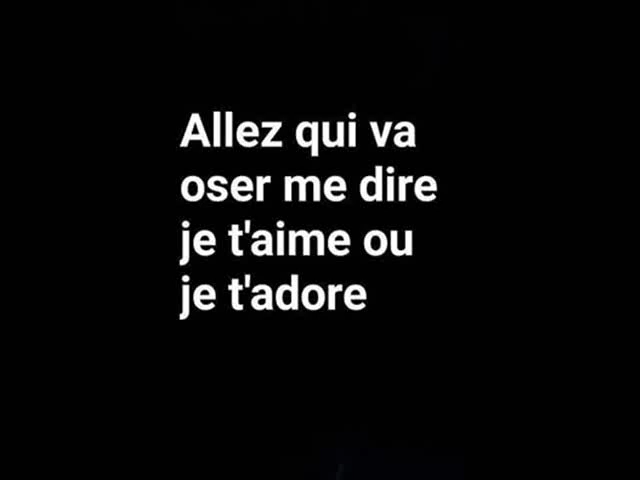 Allez qui va
oser me dire
je t'aime ou
je t'adore